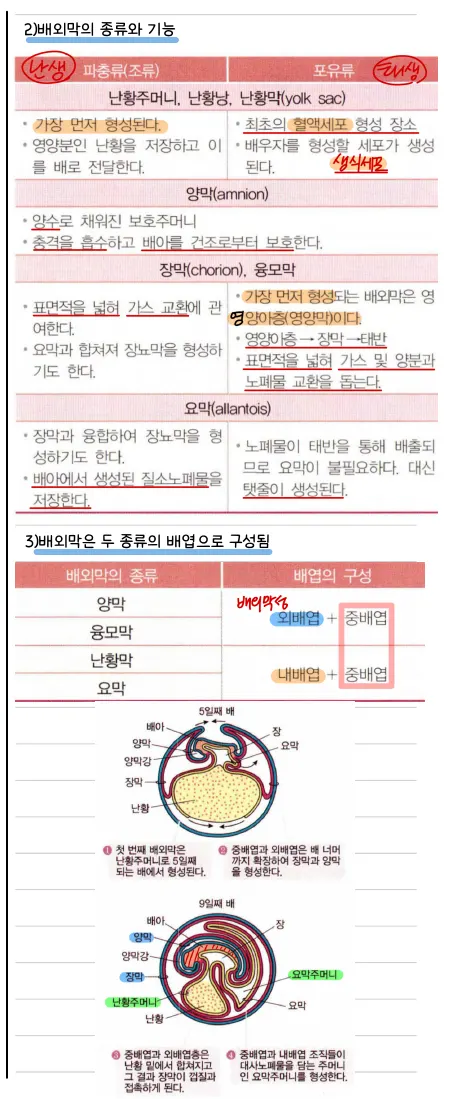 2)배외막의 종류와 기능
난생 파충류(조류) 포유류 태생
난황주머니, 난황낭, 난황막(yolk sac)
• 가장 먼저 형성된다.
• 영양분인 난황을 저장하고 이
를 배로 전달한다.
• 최초의 혈액세포 형성 장소
• 배우자를 형성할 세포가 생성
된다. 생식세포
양막(amnion)
• 양수로 채워진 보호주머니
• 충격을 흡수하고 배아를 건조로부터 보호한다.
장막(chorion), 융모막
• 표면적을 넓혀 가스 교환에 관
여한다.
• 요막과 합쳐져 장뇨막을 형성하
기도 한다.
• 가장 먼저 형성되는 배외막은 영
영양아층(영양막)이다.
• 영양아층→장막→태반
• 표면적을 넓혀 가스 및 양분과
노폐물 교환을 돕는다.
요막(allantois)
• 장막과 융합하여 장뇨막을 형
성하기도 한다.
• 배아에서 생성된 질소노폐물을
저장한다.
• 노폐물이 태반을 통해 배출되
므로 요막이 불필요하다. 대신
탯줄이 생성된다.
3)배외막은 두 종류의 배엽으로 구성됨
배외막의 종류 배엽의 구성
양막
융모막
배외막성
외배엽 + 중배엽
난황막
요막
내배엽 + 중배엽
5일째 배
배아
양막
양막강
장막
난황
장
요막
❶ 첫 번째 배외막은
난황주머니로 5일째
되는 배에서 형성된다.
❷ 중배엽과 외배엽은 배 너머
까지 확장하여 장막과 양막
을 형성한다.
9일째 배
배아
양막
양막강
장막
난황주머니
난황
장
요막주머니
요막
❸ 중배엽과 외배엽층은
난황 밑에서 합쳐지고
그 결과 장막이 껍질과
접촉하게 된다.
❹ 중배엽과 내배엽 조직들이
대사노폐물을 담는 주머니
인 요막주머니를 형성한다.